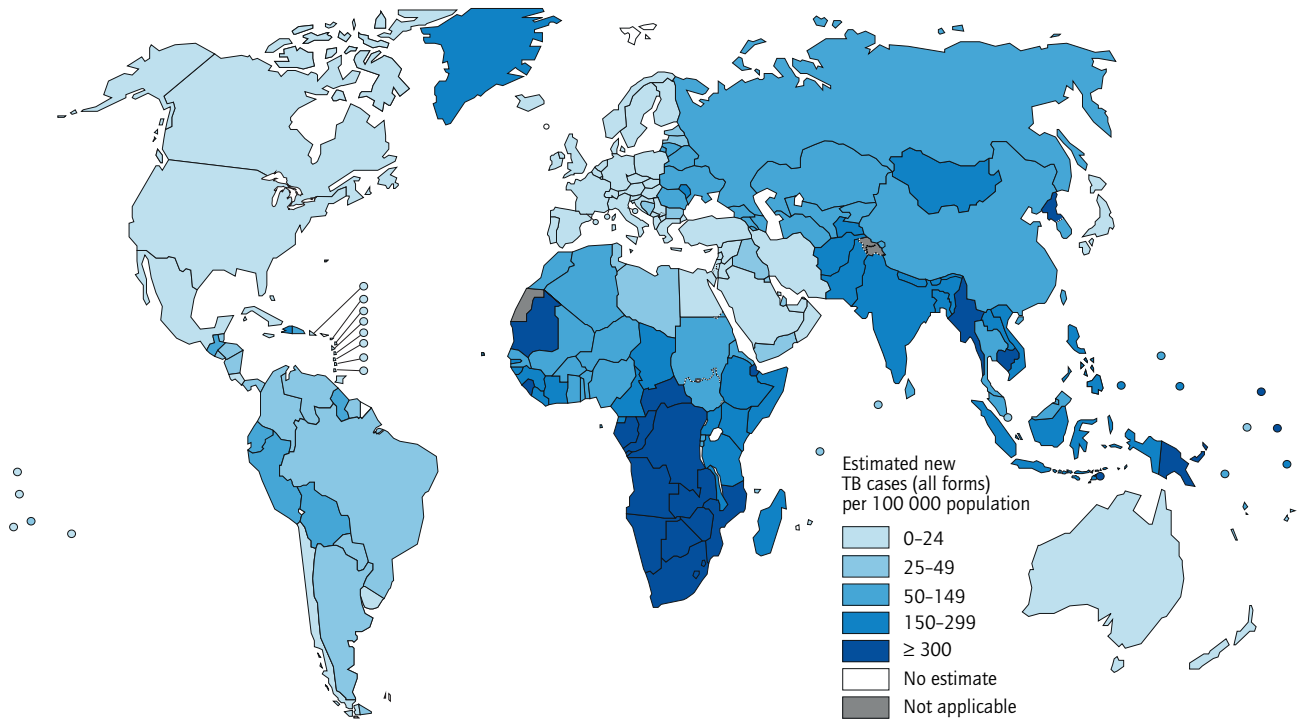 Estimated new
TB cases (all forms)
per 100 000 population
0–24
25–49
50–149
150–299
≥ 300
No estimate
Not applicable